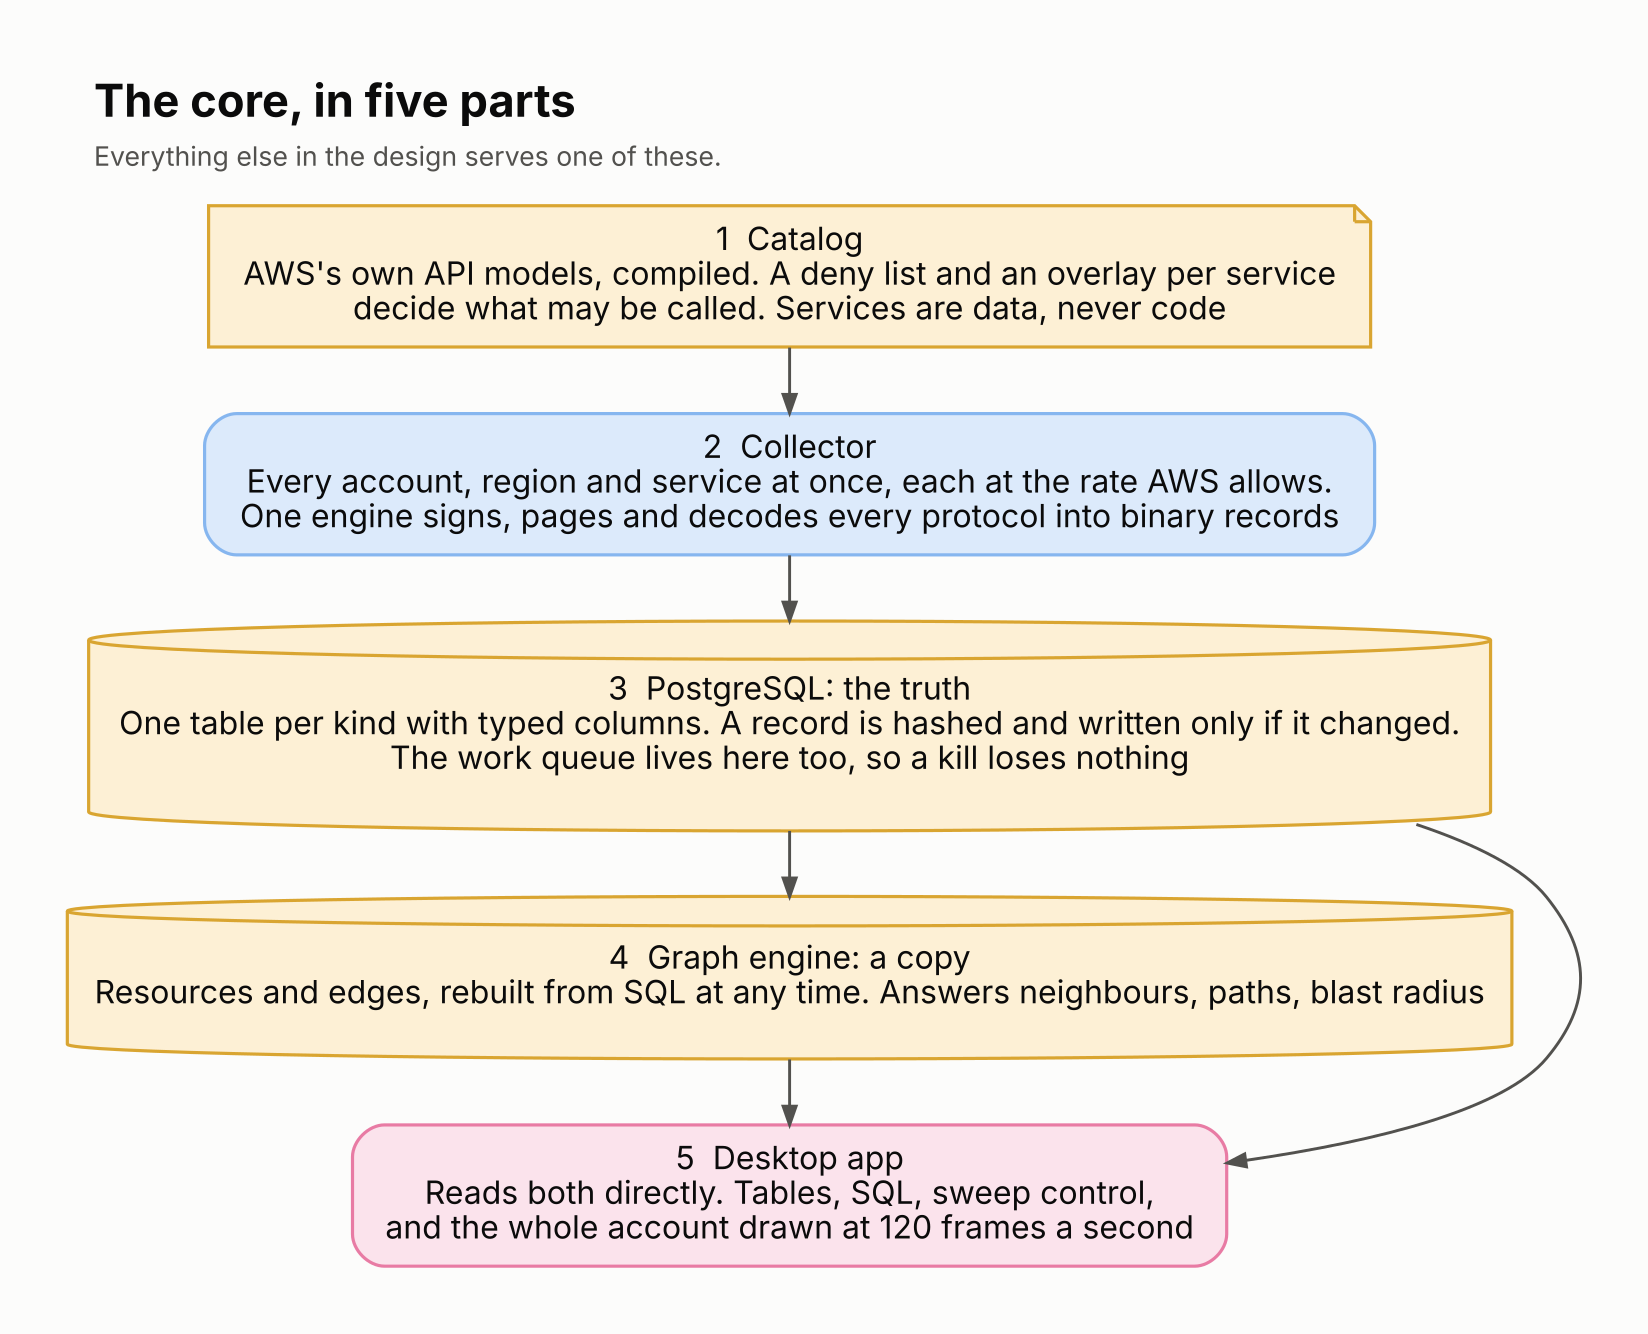 The core, in five parts
Everything else in the design serves one of these.
1 Catalog
AWS's own API models, compiled. A deny list and an overlay per service
decide what may be called. Services are data, never code
2 Collector
Every account, region and service at once, each at the rate AWS allows.
One engine signs, pages and decodes every protocol into binary records
3 PostgreSQL: the truth
One table per kind with typed columns. A record is hashed and written only if it changed.
The work queue lives here too, so a kill loses nothing
4 Graph engine: a copy
Resources and edges, rebuilt from SQL at any time. Answers neighbours, paths, blast radius
5 Desktop app
Reads both directly. Tables, SQL, sweep control,
and the whole account drawn at 120 frames a second